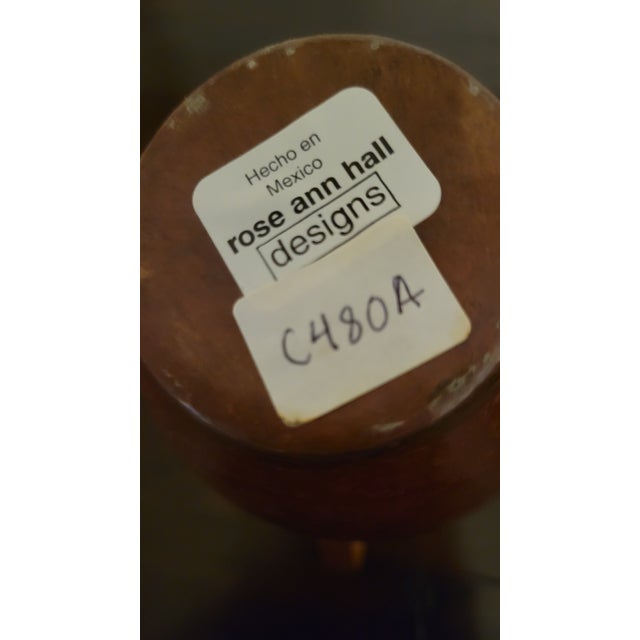 Hecho en
Mexico
rose ann hall
designs
C480A